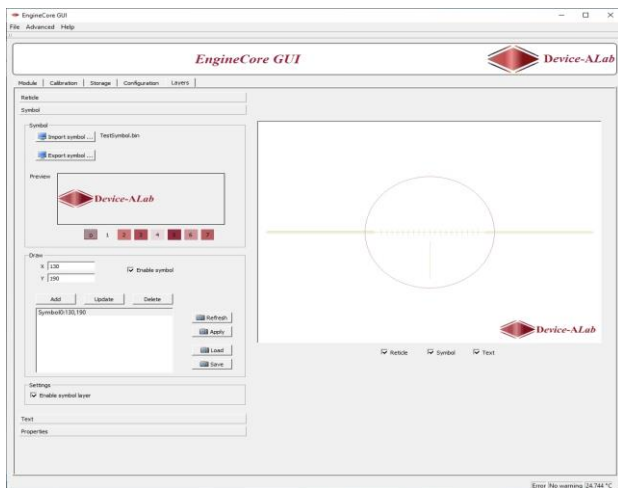 EngineCore GUI
File Advanced Help
EngineCore GUI
Device-ALab
Module Calibration Storage Configuration Layers
Reticle
Symbol
Symbol
Import symbol ... TestSymbol.bin
Export symbol ...
Preview
Device-ALab
0 1 2 3 4 5 6 7
Draw
X 130
Y 190
Enable symbol
Add Update Delete
Symbol0:130,190
Refresh
Apply
Load
Save
Settings
Enable symbol layer
Text
Properties
Device-ALab
Reticle Symbol Text
Error No warning 24.744 °C